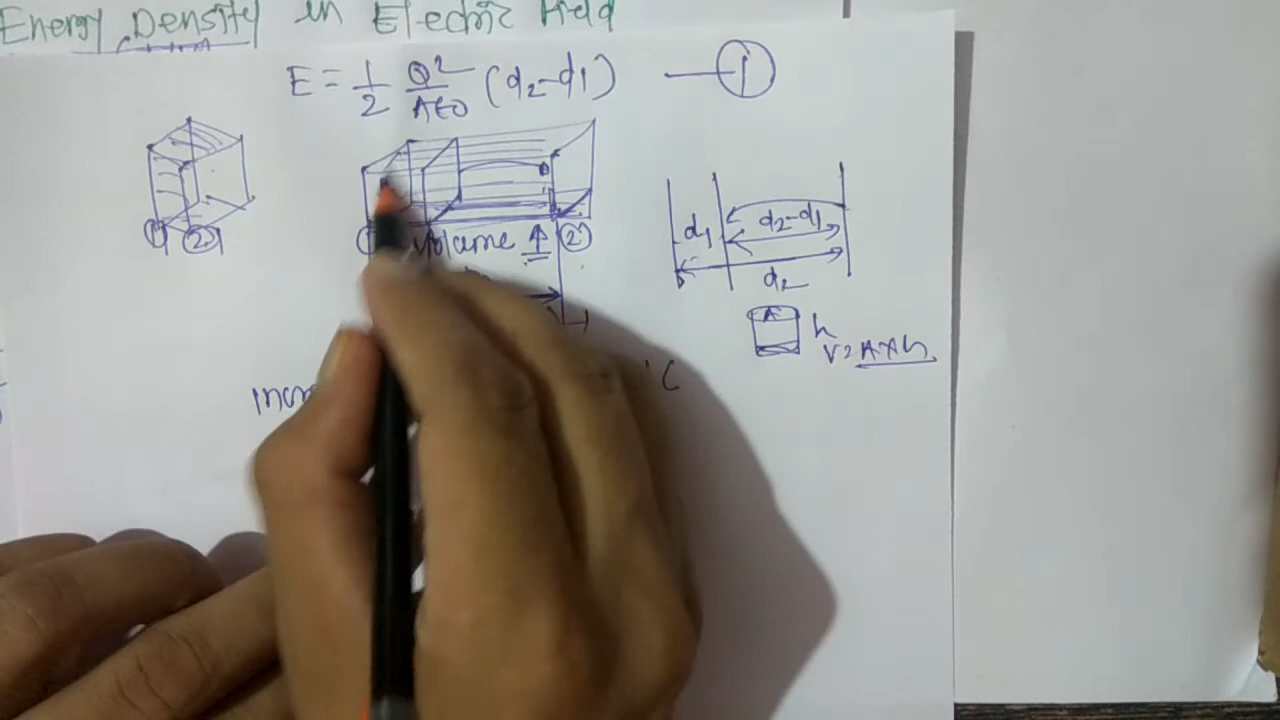 Energy Density in Electric Field
E = 1/2 Q²/A∈0 (d2-d1) — 1
1 2
Volume ↑ 2
d1 d2-d1
d2
A h
V = A×h